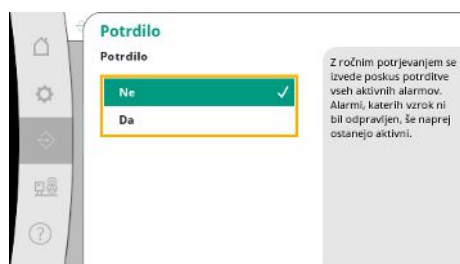 Potrdilo
Potrdilo
Ne
Da
Z ročnim potrjevanjem se
izvede poskus potrditve
vseh aktivnih alarmov.
Alarmi, katerih vzrok ni
bil odpravljen, še naprej
ostanejo aktivni.
?